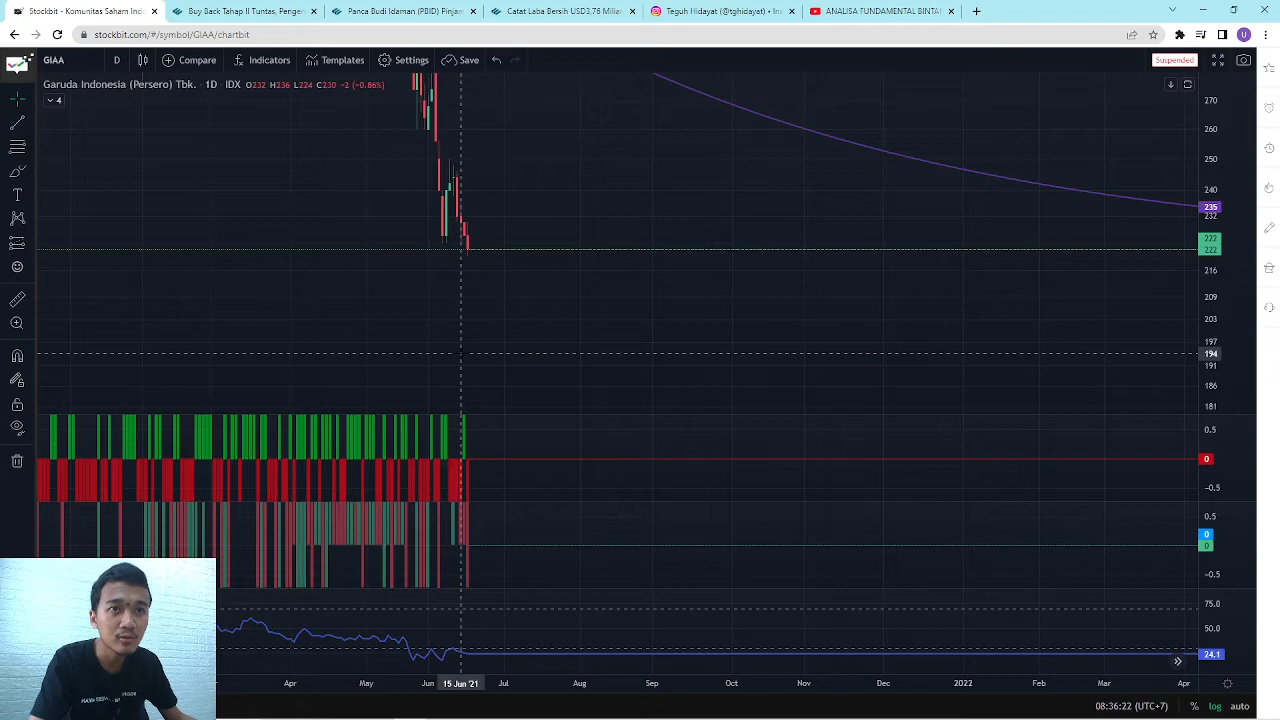 Stockbit - Komunitas Saham Indo
Buy Back Tahap II Tuntas, Pengen
Panca Budi Idaman (PBID) Pinjam
Catat Laba Bersih USD3,76 Miliar
Teguh Hidayat (@tghidayat) • Ins
ANALISA FUNDAMENTAL BINTAN
stockbit.com/#/symbol/GIAA/chartbit
U
GIAA
D
Compare
Indicators
Templates
Settings
Save
Suspended
Garuda Indonesia (Persero) Tbk. · 1D · IDX O232 H236 L224 C230 −2 (−0.86%)
4
270
260
250
240
235
232
222
222
216
209
203
197
194
191
186
181
0.5
0
−0.5
0.5
0
0
−0.5
75.0
50.0
24.1
Apr
May
Jun
15 Jun '21
Jul
Aug
Sep
Oct
Nov
Dec
2022
Feb
Mar
Apr
08:36:22 (UTC+7)
%
log
auto